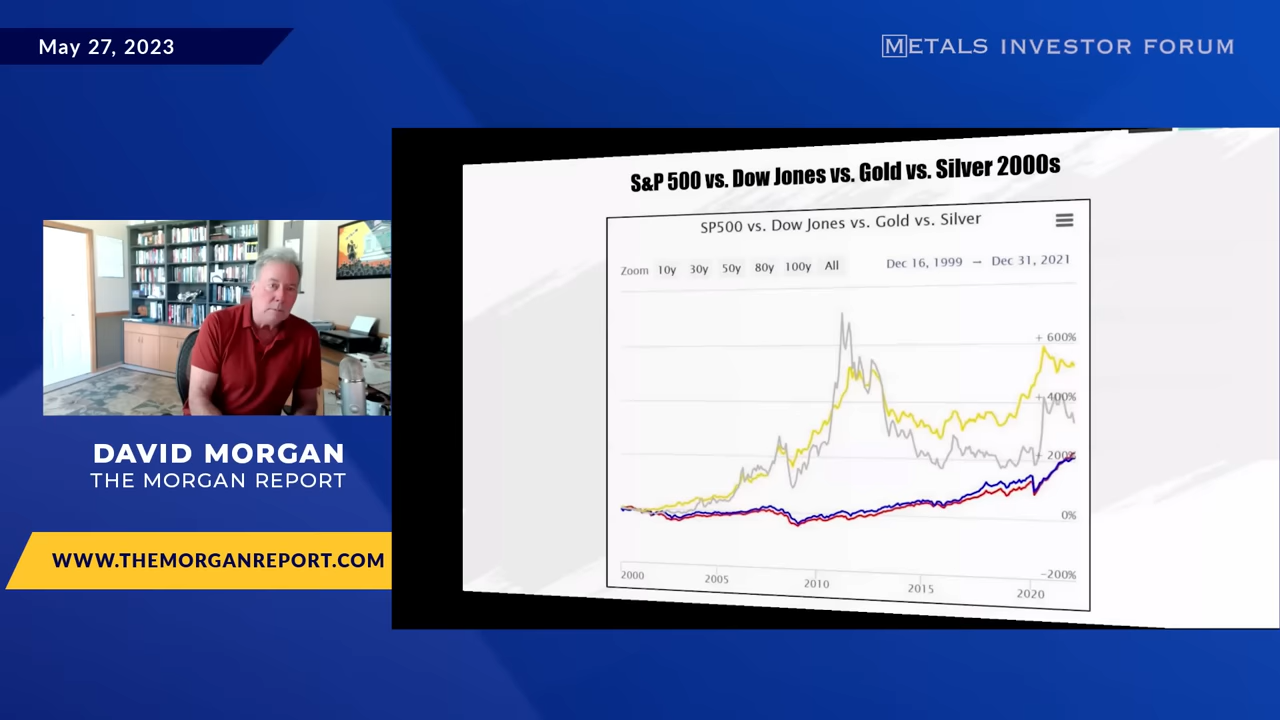 May 27, 2023
METALS INVESTOR FORUM
S&P 500 vs. Dow Jones vs. Gold vs. Silver 2000s
SP500 vs. Dow Jones vs. Gold vs. Silver
Zoom 10y 30y 50y 80y 100y All
Dec 16, 1999 → Dec 31, 2021
+ 600%
+ 400%
+ 200%
0%
-200%
2000 2005 2010 2015 2020
DAVID MORGAN
THE MORGAN REPORT
WWW.THEMORGANREPORT.COM